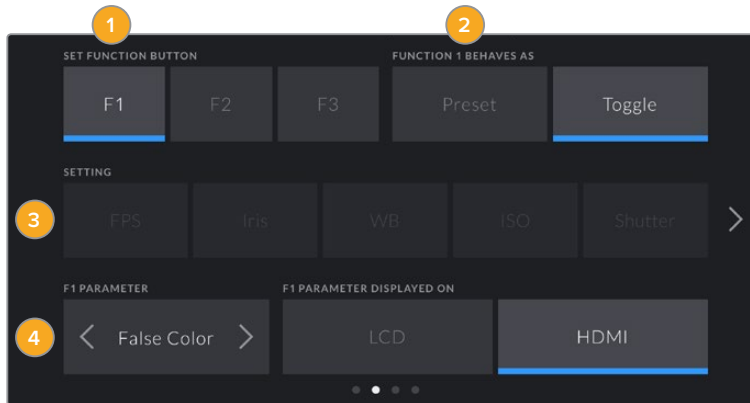 1 2
SET FUNCTION BUTTON FUNCTION 1 BEHAVES AS
F1 F2 F3 Preset Toggle
SETTING
3 FPS Iris WB ISO Shutter
F1 PARAMETER F1 PARAMETER DISPLAYED ON
4 False Color LCD HDMI